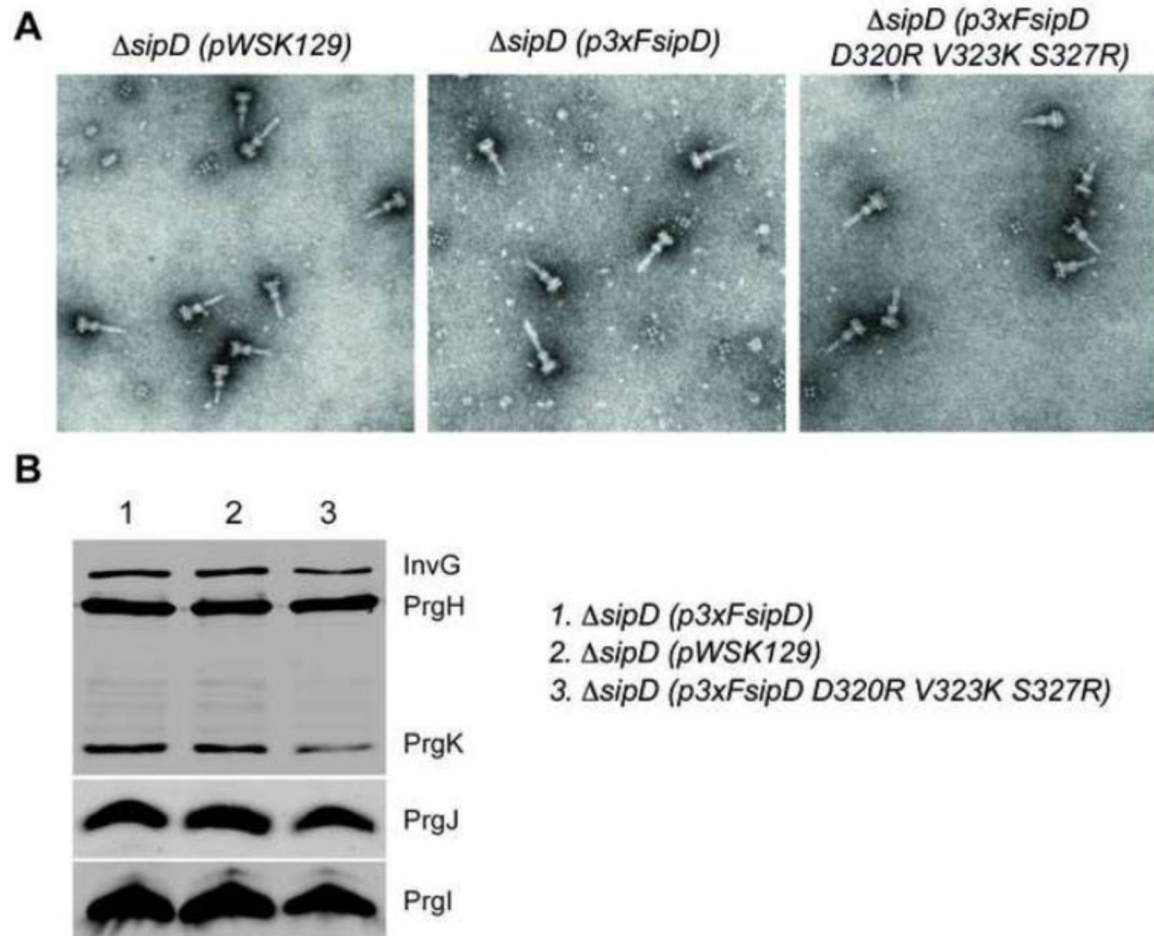 A
ΔsipD (pWSK129)
ΔsipD (p3xFsipD)
ΔsipD (p3xFsipD
D320R V323K S327R)
B
1 2 3
InvG
PrgH
PrgK
PrgJ
PrgI
1. ΔsipD (p3xFsipD)
2. ΔsipD (pWSK129)
3. ΔsipD (p3xFsipD D320R V323K S327R)